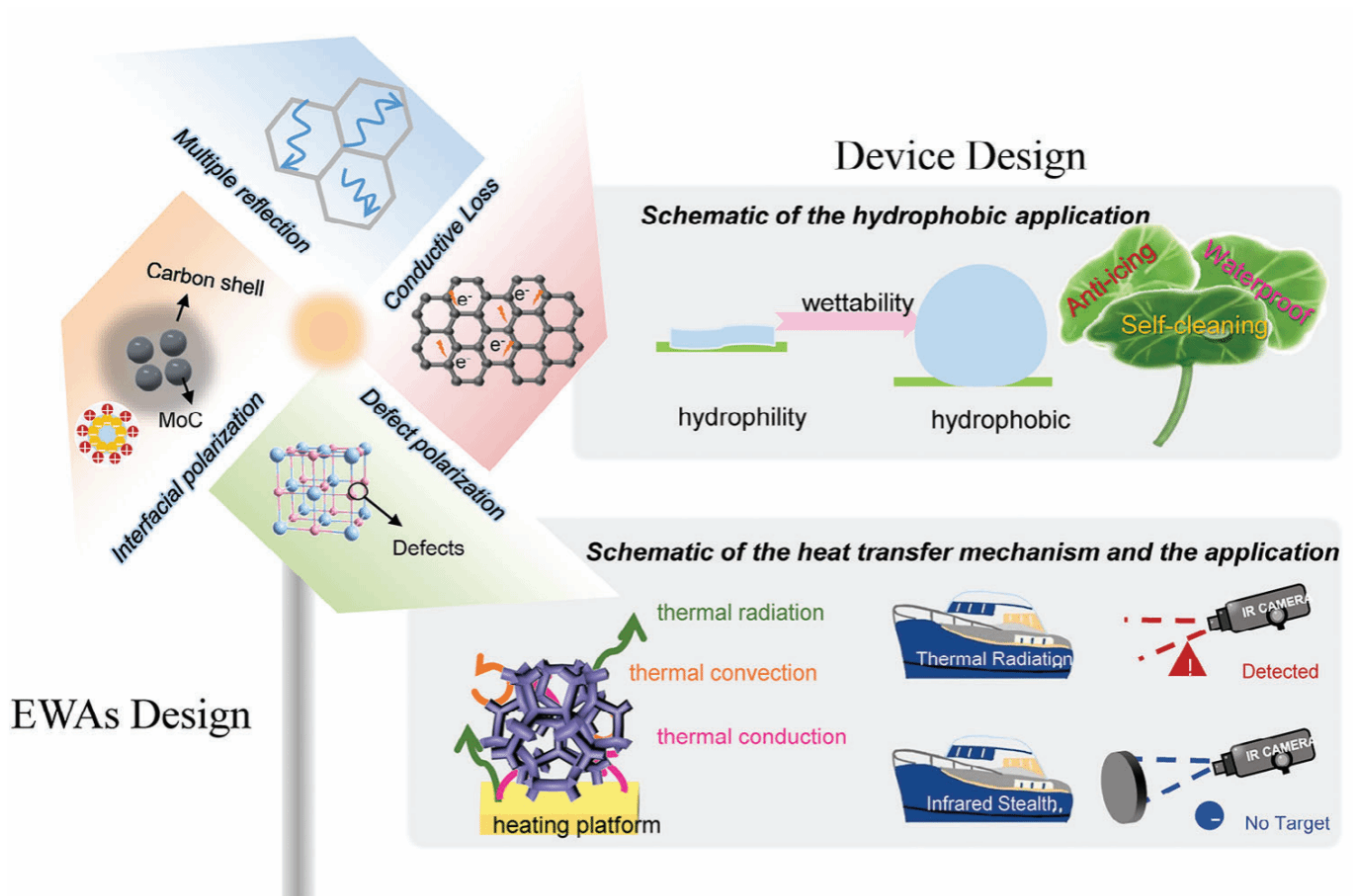 Multiple reflection
Conductive Loss
e-
e-
e-
e-
e-
Carbon shell
MoC
Interfacial polarization
Defect polarization
Defects
EWAs Design
Device Design
Schematic of the hydrophobic application
wettability
hydrophility
hydrophobic
Anti-icing
Waterproof
Self-cleaning
Schematic of the heat transfer mechanism and the application
thermal radiation
thermal convection
thermal conduction
heating platform
Thermal Radiation
IR CAMERA
!
Detected
Infrared Stealth
IR CAMERA
No Target